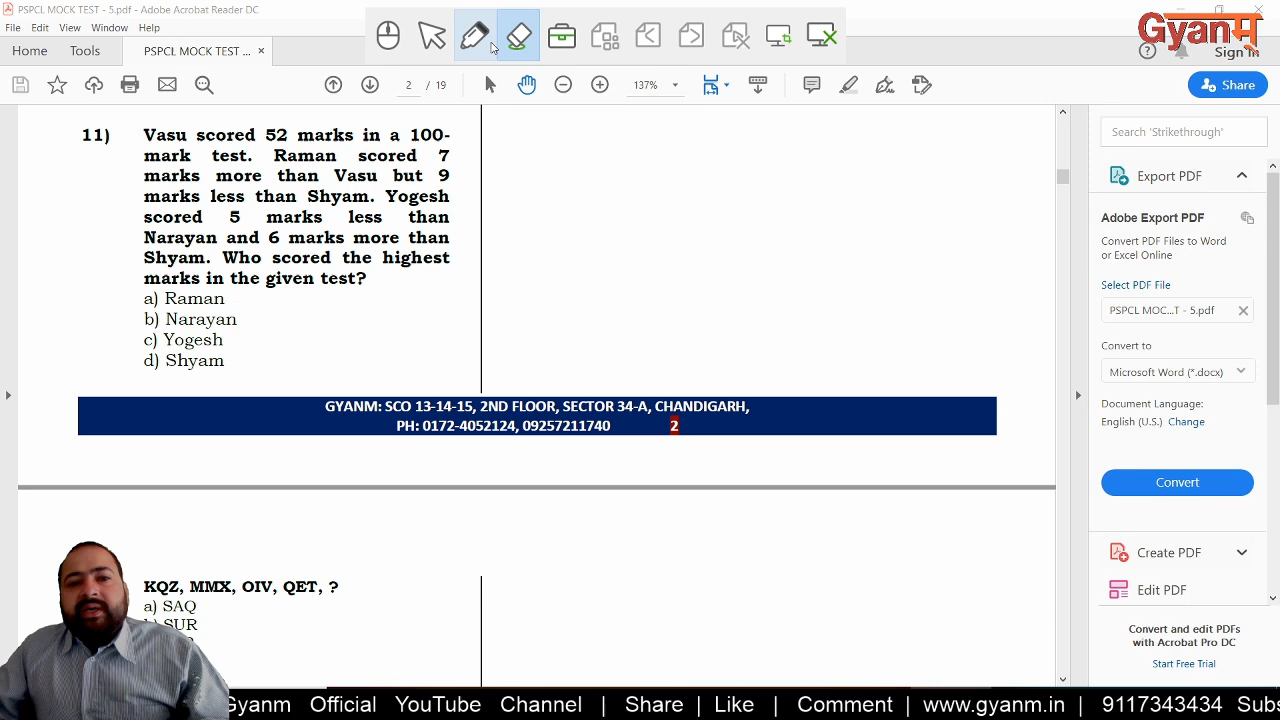 PSPCL MOCK TEST - 5.pdf - Adobe Acrobat Reader DC
File Edit View Window Help
Gyanम्
Home Tools PSPCL MOCK TEST ... × Sign In
2 / 19 137% Share
11) Vasu scored 52 marks in a 100-
mark test. Raman scored 7
marks more than Vasu but 9
marks less than Shyam. Yogesh
scored 5 marks less than
Narayan and 6 marks more than
Shyam. Who scored the highest
marks in the given test?
a) Raman
b) Narayan
c) Yogesh
d) Shyam
GYANM: SCO 13-14-15, 2ND FLOOR, SECTOR 34-A, CHANDIGARH,
PH: 0172-4052124, 09257211740 2
KQZ, MMX, OIV, QET, ?
a) SAQ
b) SUR
Search 'Strikethrough'
Export PDF
Adobe Export PDF
Convert PDF Files to Word
or Excel Online
Select PDF File
PSPCL MOC...T - 5.pdf
Convert to
Microsoft Word (*.docx)
Document Language:
English (U.S.) Change
Convert
Create PDF
Edit PDF
Convert and edit PDFs
with Acrobat Pro DC
Start Free Trial
Gyanm Official YouTube Channel | Share | Like | Comment | www.gyanm.in | 9117343434 Subs